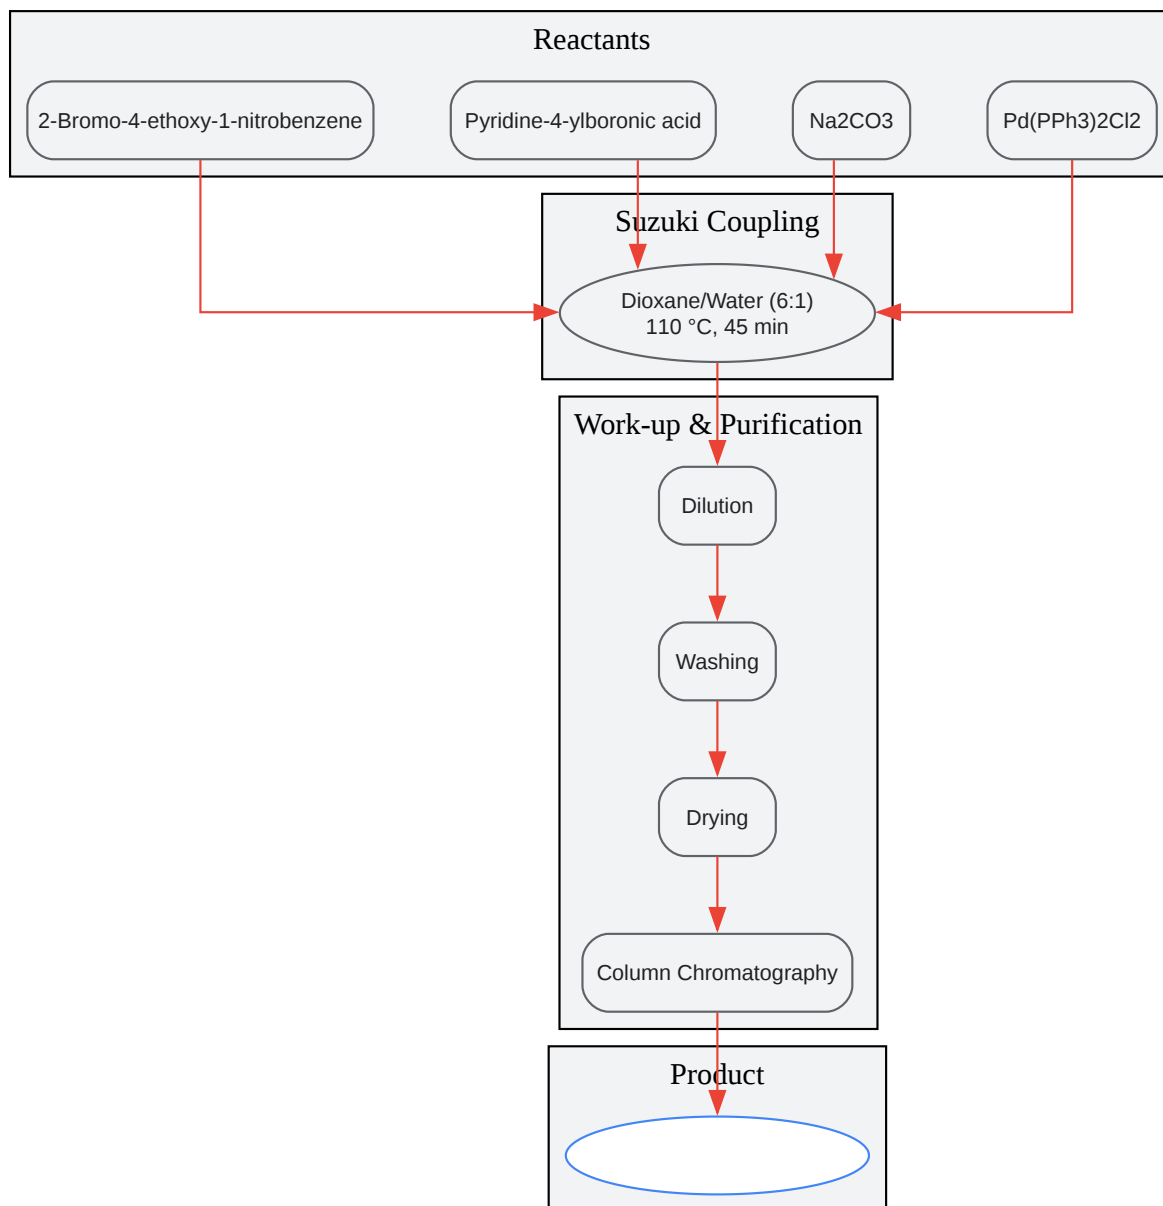 Reactants
2-Bromo-4-ethoxy-1-nitrobenzene
Pyridine-4-ylboronic acid
Na2CO3
Pd(PPh3)2Cl2
Suzuki Coupling
Dioxane/Water (6:1)
110 °C, 45 min
Work-up & Purification
Dilution
Washing
Drying
Column Chromatography
Product